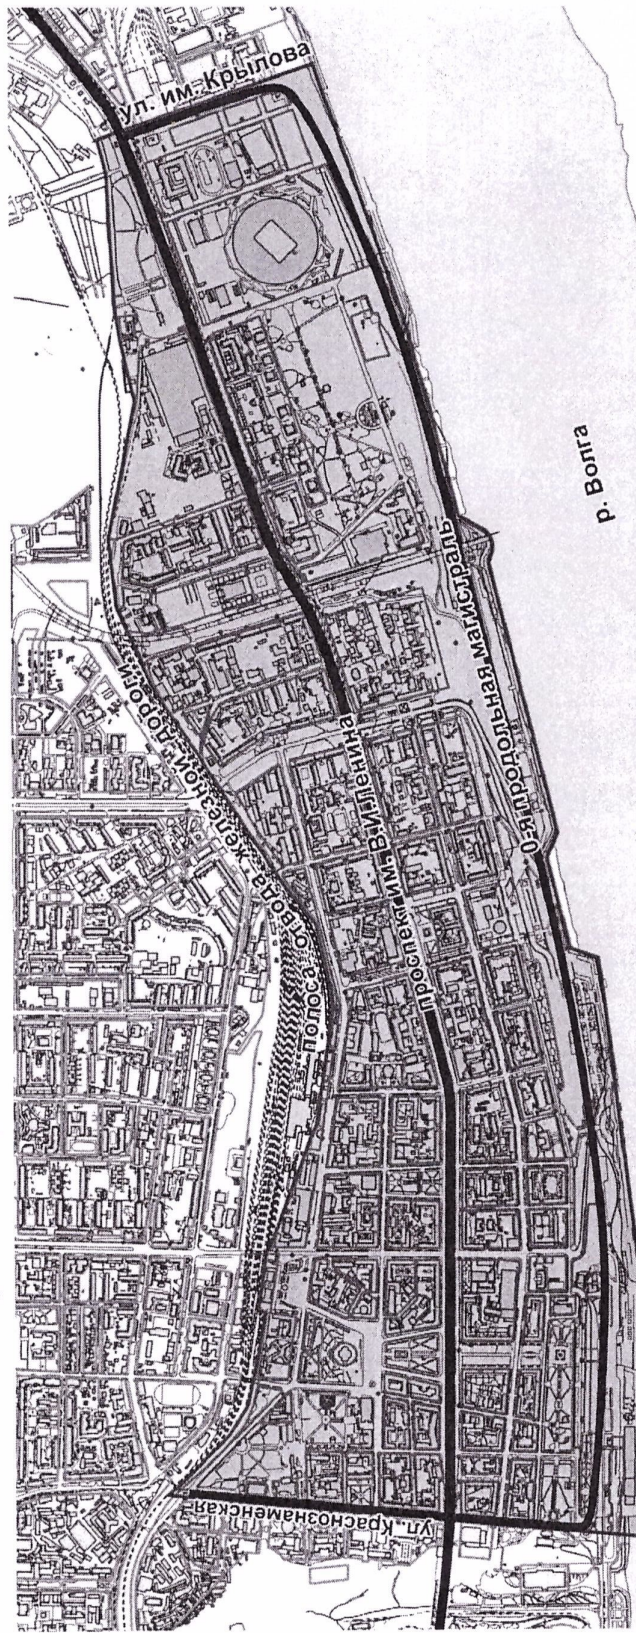 ул. им. Крылова
р. Волга
0-я продольная магистраль
Полоса отвода железной дороги
проспект им. В.И.Ленина
ул. Краснознаменская